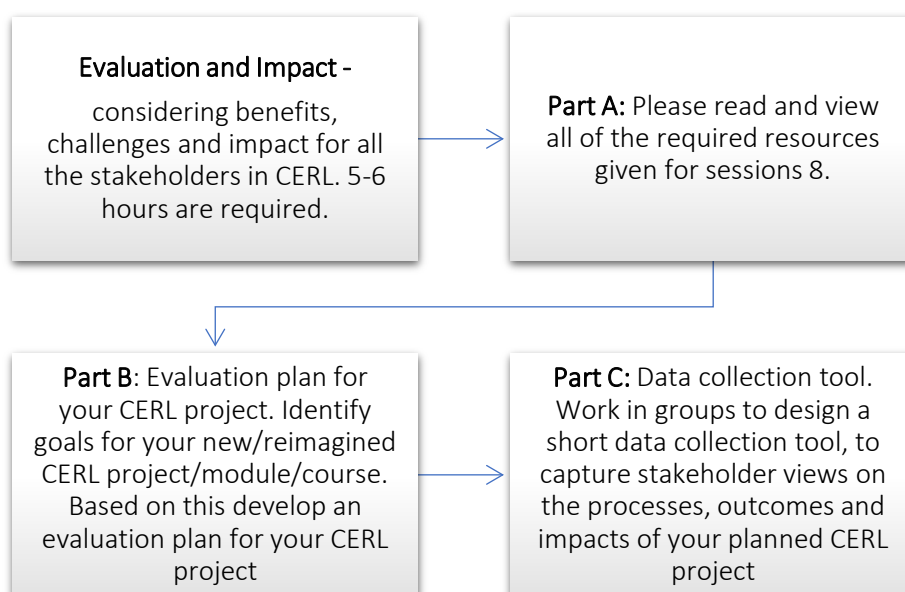 Evaluation and Impact -
considering benefits,
challenges and impact for all
the stakeholders in CERL. 5-6
hours are required.
Part A: Please read and view
all of the required resources
given for sessions 8.
Part B: Evaluation plan for
your CERL project. Identify
goals for your new/reimagined
CERL project/module/course.
Based on this develop an
evaluation plan for your CERL
project
Part C: Data collection tool.
Work in groups to design a
short data collection tool, to
capture stakeholder views on
the processes, outcomes and
impacts of your planned CERL
project